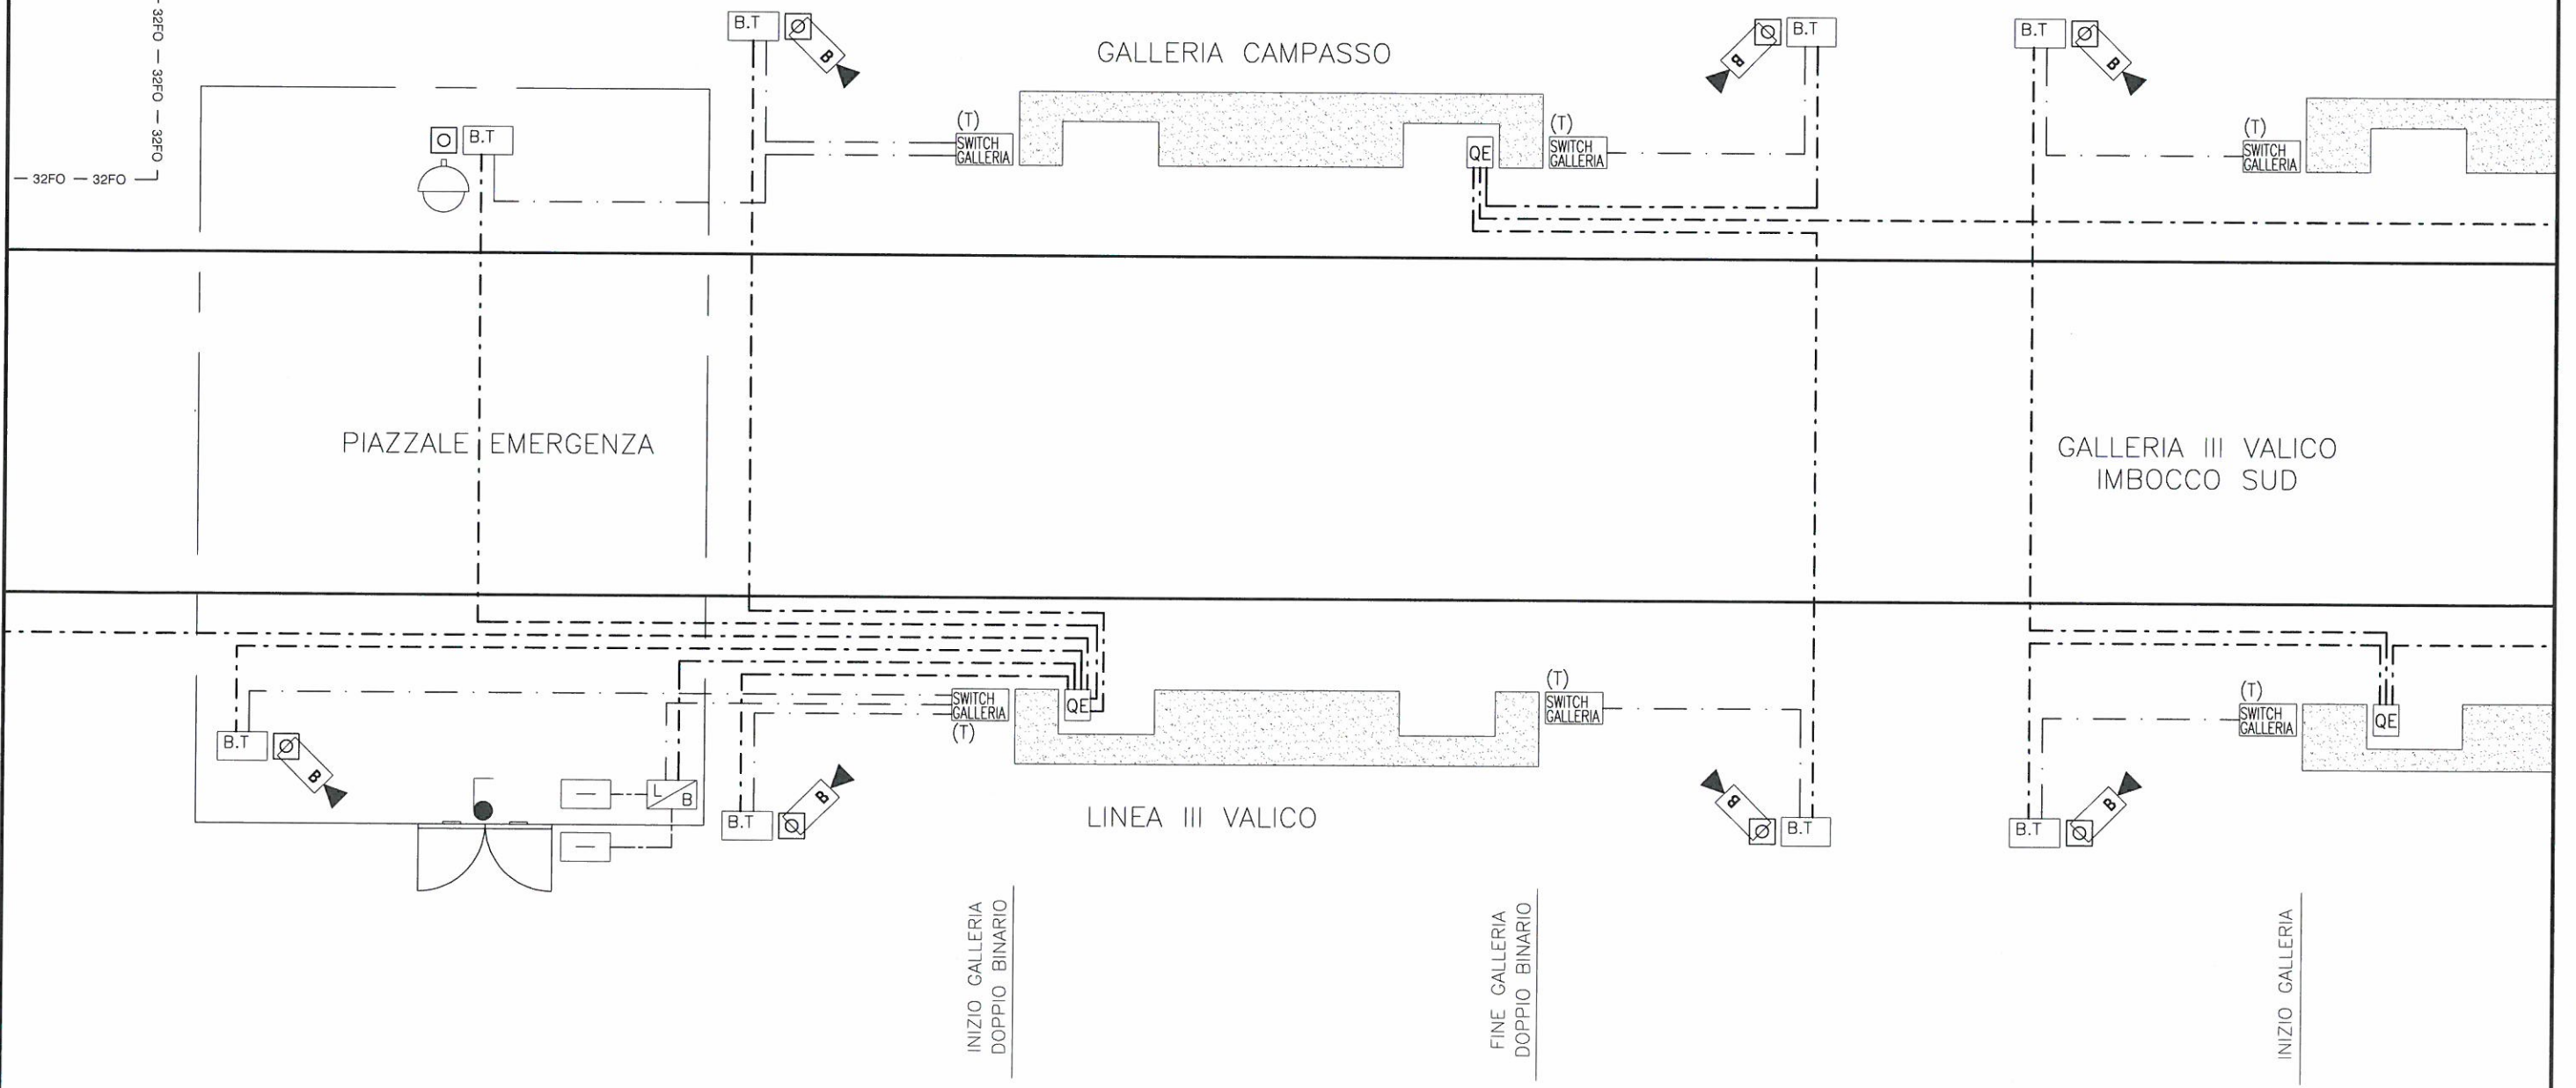 32FO
32FO
32FO
32FO
32FO
B.T
B
GALLERIA CAMPASSO
B
B.T
B.T
B
B.T
(T)
SWITCH
GALLERIA
QE
(T)
SWITCH
GALLERIA
(T)
SWITCH
GALLERIA
PIAZZALE EMERGENZA
GALLERIA III VALICO
IMBOCCO SUD
B.T
B
L
B
B.T
B
SWITCH
GALLERIA
(T)
QE
LINEA III VALICO
(T)
SWITCH
GALLERIA
B
B.T
B.T
B
(T)
SWITCH
GALLERIA
QE
INIZIO GALLERIA
DOPPIO BINARIO
FINE GALLERIA
DOPPIO BINARIO
INIZIO GALLERIA